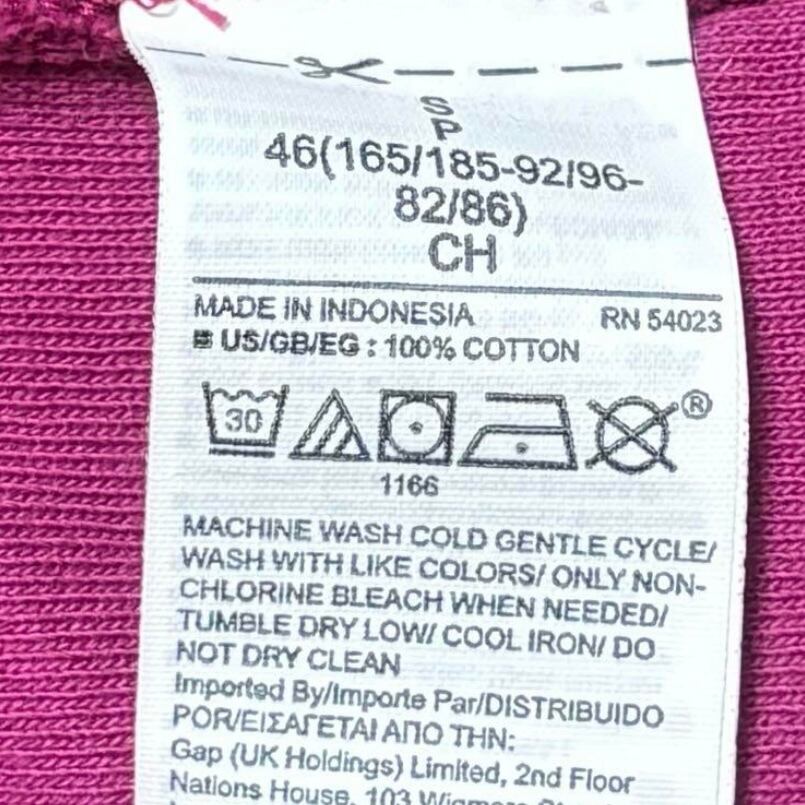 S
P
46(165/185-92/96-
82/86)
CH
MADE IN INDONESIA RN 54023
US/GB/EG : 100% COTTON
30 ®
1166
MACHINE WASH COLD GENTLE CYCLE/
WASH WITH LIKE COLORS/ ONLY NON-
CHLORINE BLEACH WHEN NEEDED/
TUMBLE DRY LOW/ COOL IRON/ DO
NOT DRY CLEAN
Imported By/Importe Par/DISTRIBUIDO
POR/ΕΙΣΑΓΕΤΑΙ ΑΠΟ ΤΗΝ:
Gap (UK Holdings) Limited, 2nd Floor
Nations House, 103